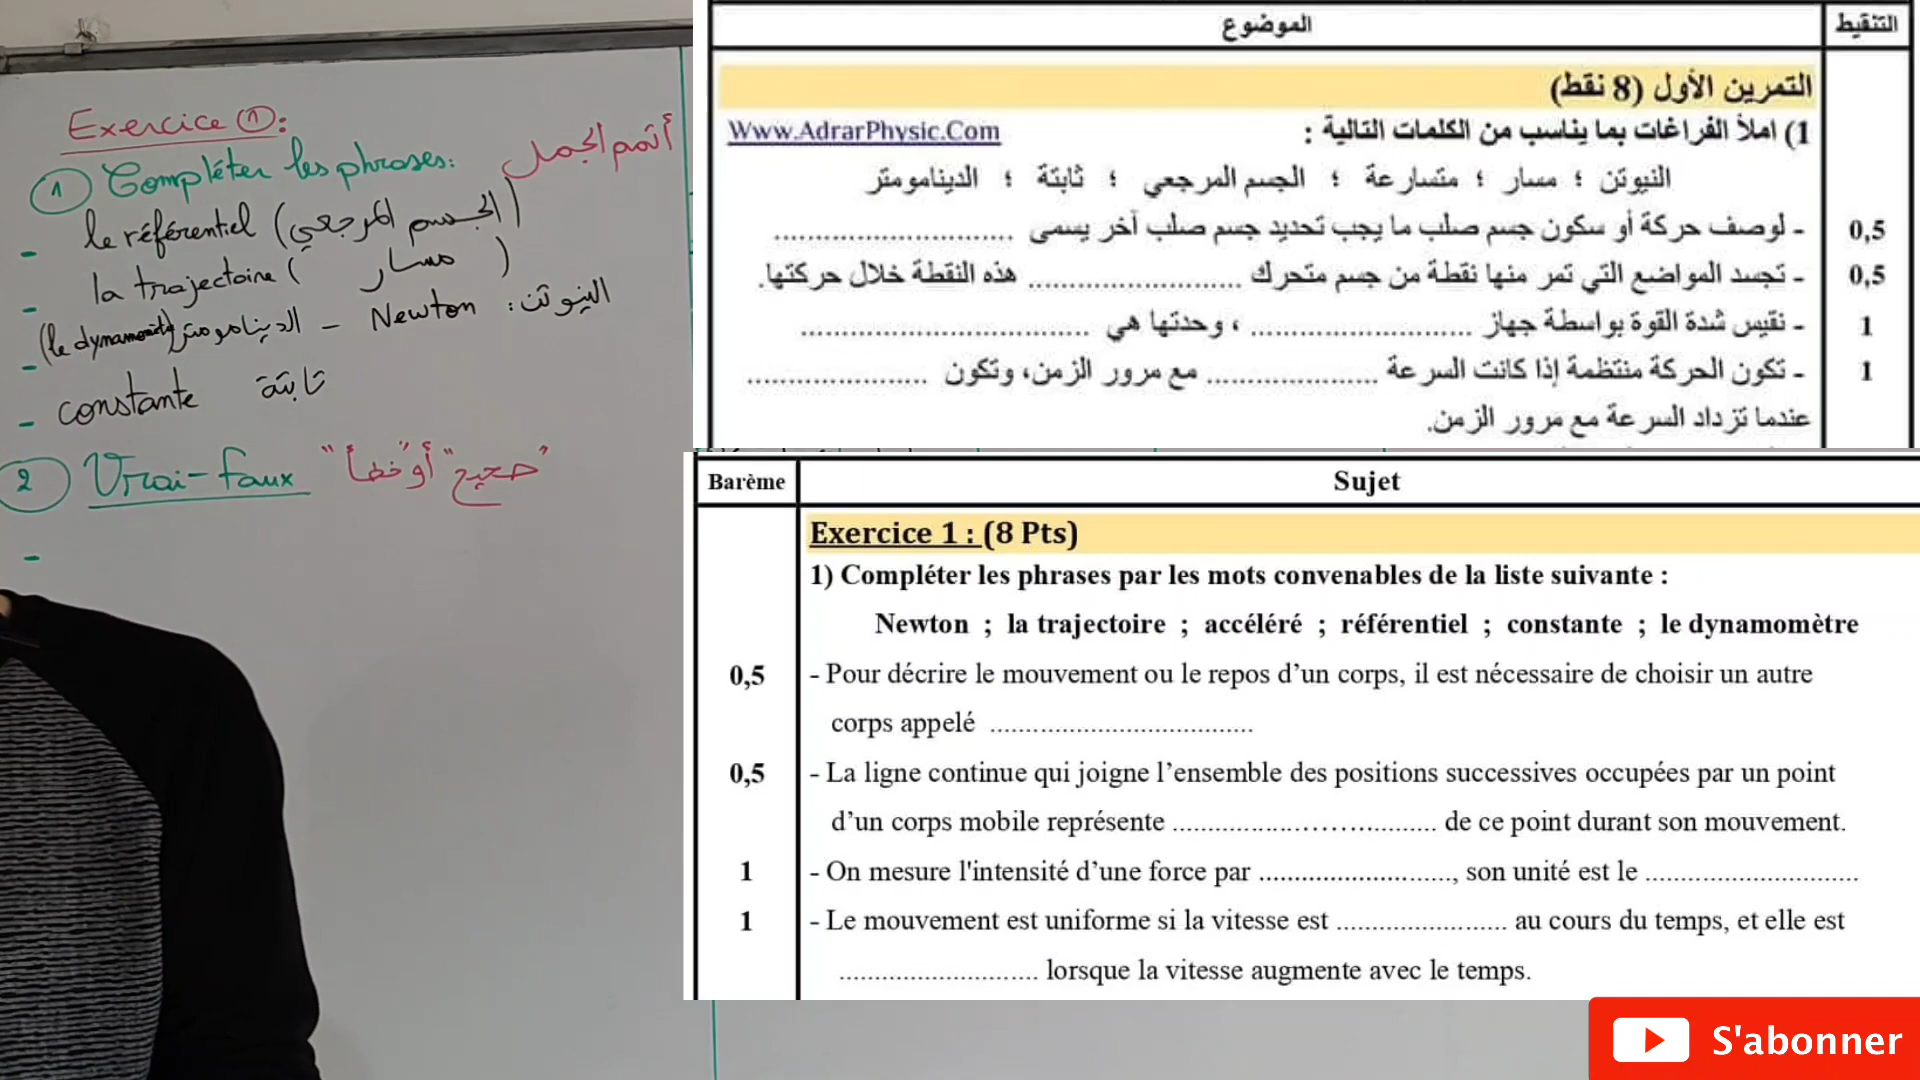 Exercice ①:
① Compléter les phrases: أتمم الجمل
- le référentiel (الجسم المرجعي)
- la trajectoire (مسار)
- (le dynamomètre) الدينامومتر - Newton : النيوتن
- constante ثابتة
② Vrai-faux "صحيح" أو "خطأ"
-
الموضوع
التنقيط
التمرين الأول (8 نقط)
1) املأ الفراغات بما يناسب من الكلمات التالية :
Www.AdrarPhysic.Com
النيوتن ؛ مسار ؛ متسارعة ؛ الجسم المرجعي ؛ ثابتة ؛ الدينامومتر
0,5
- لوصف حركة أو سكون جسم صلب ما يجب تحديد جسم صلب آخر يسمى .............................
0,5
- تجسد المواضع التي تمر منها نقطة من جسم متحرك .......................... هذه النقطة خلال حركتها.
1
- نقيس شدة القوة بواسطة جهاز ...........................، وحدتها هي ...................................
1
- تكون الحركة منتظمة إذا كانت السرعة ..................... مع مرور الزمن، وتكون ......................
عندما تزداد السرعة مع مرور الزمن.
Barème
Sujet
Exercice 1 : (8 Pts)
1) Compléter les phrases par les mots convenables de la liste suivante :
Newton ; la trajectoire ; accéléré ; référentiel ; constante ; le dynamomètre
0,5
- Pour décrire le mouvement ou le repos d’un corps, il est nécessaire de choisir un autre
corps appelé ....................................
0,5
- La ligne continue qui joigne l’ensemble des positions successives occupées par un point
d’un corps mobile représente .................................... de ce point durant son mouvement.
1
- On mesure l'intensité d’une force par .........................., son unité est le .............................
1
- Le mouvement est uniforme si la vitesse est ....................... au cours du temps, et elle est
........................... lorsque la vitesse augmente avec le temps.
S'abonner